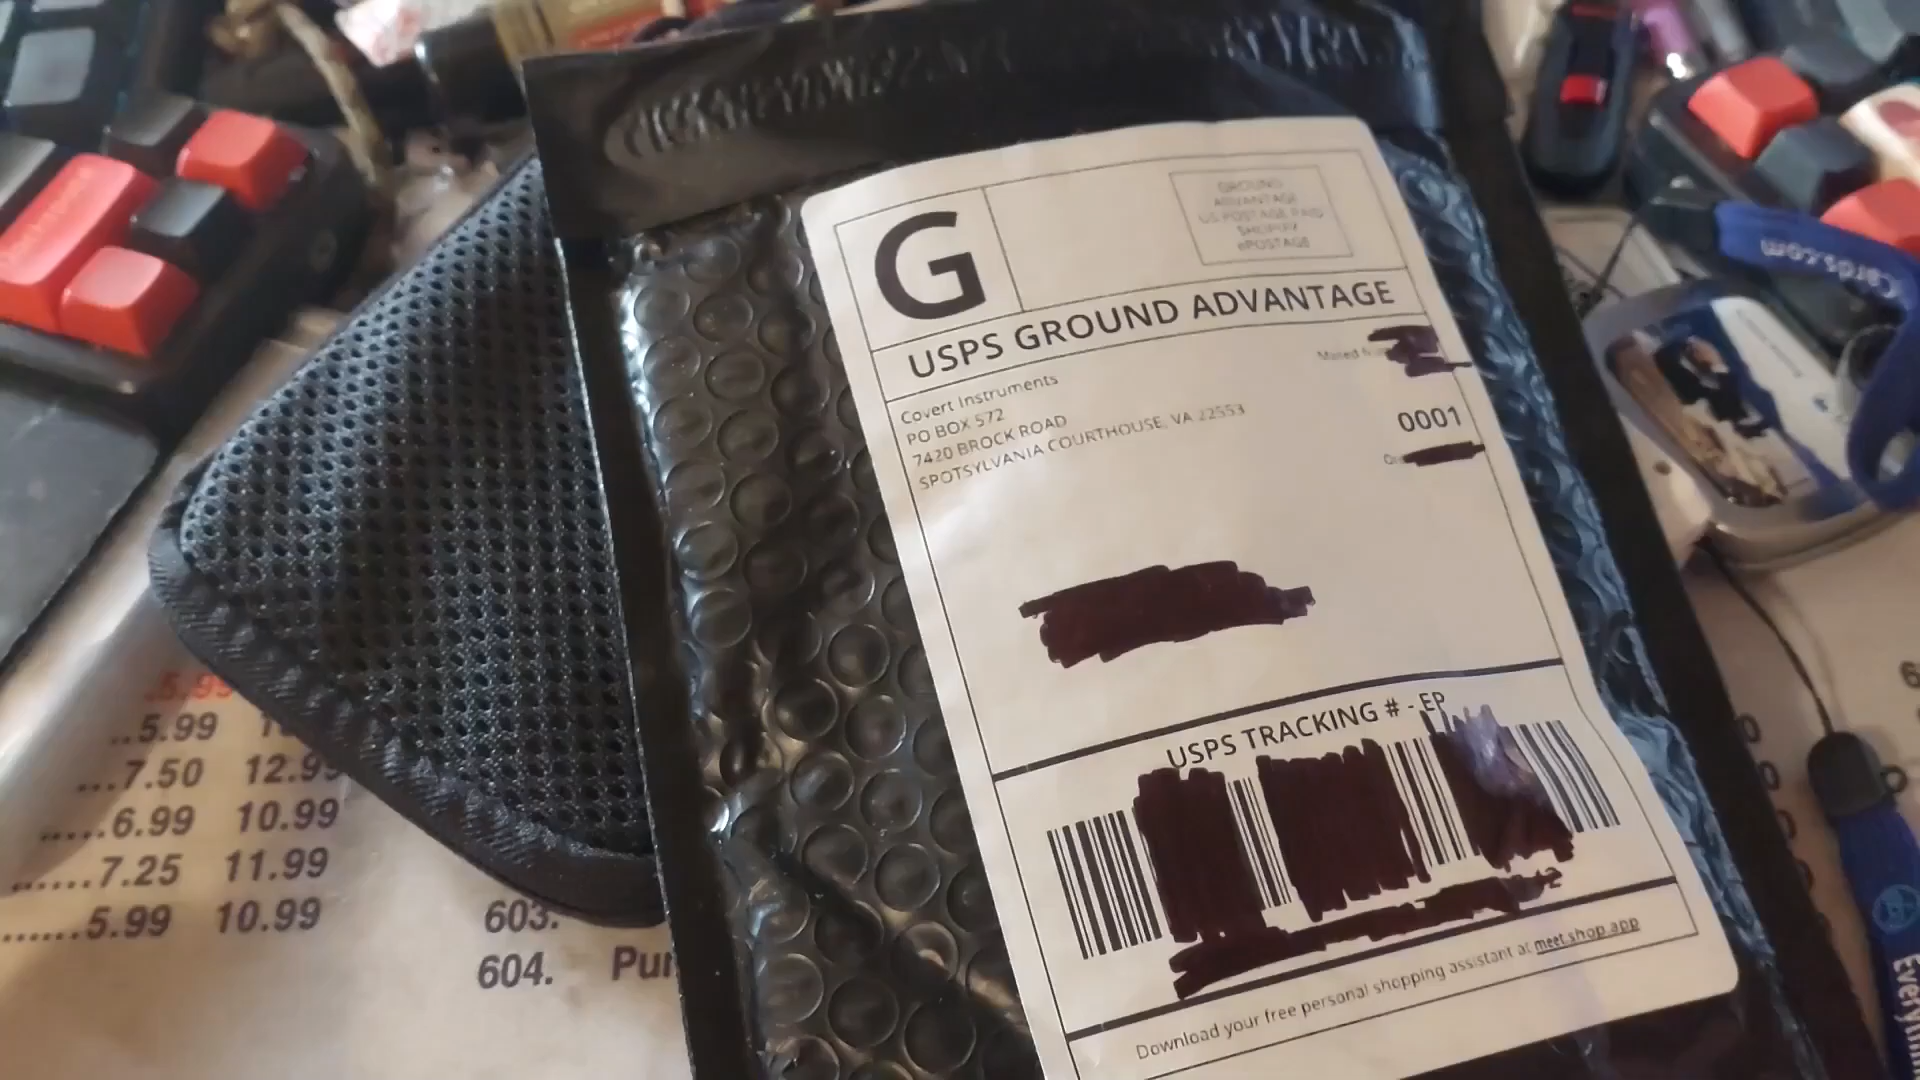 G
GROUND
ADVANTAGE
US POSTAGE PAID
SHOPIFY
ePOSTAGE
USPS GROUND ADVANTAGE
Mailed
Covert Instruments
PO BOX 572
7420 BROCK ROAD
SPOTSYLVANIA COURTHOUSE, VA 22553
0001
USPS TRACKING # - EP
Download your free personal shopping assistant at meet.shop.app
.5.99
..5.99
...7.50 12.99
.....6.99 10.99
......7.25 11.99
......5.99 10.99
603.
604.
cards.com